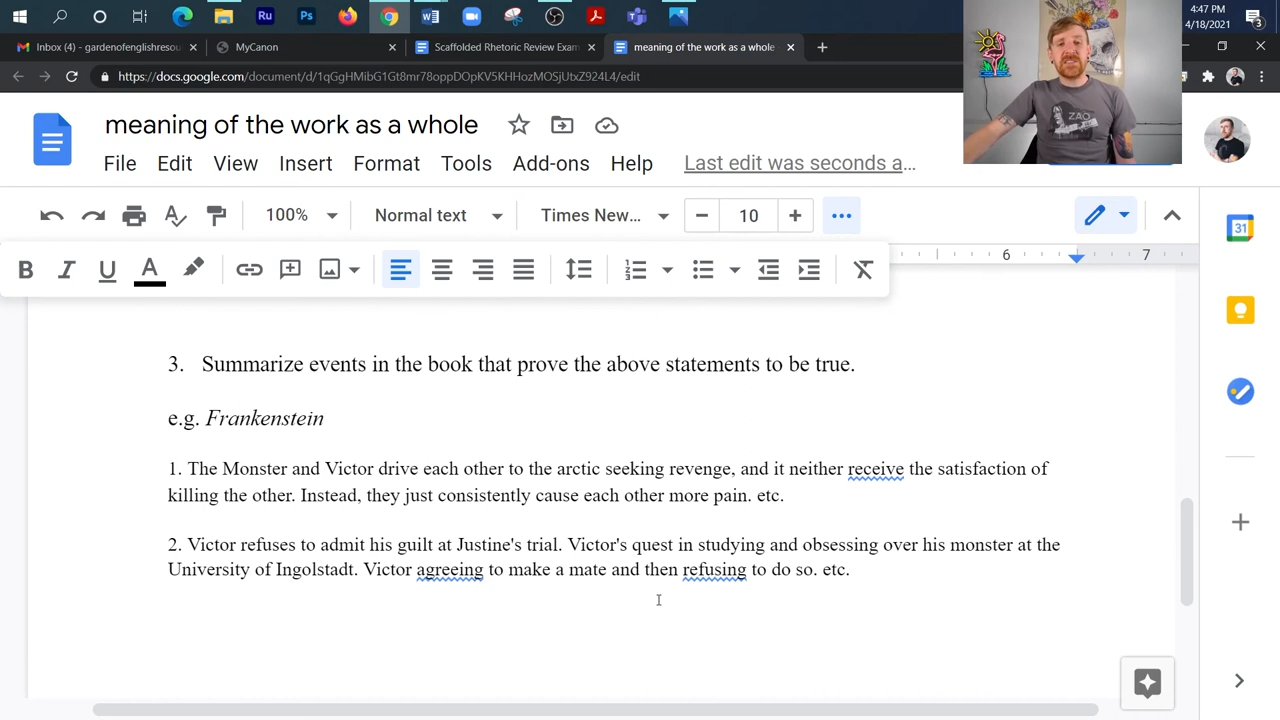 4:47 PM
4/18/2021
3
Inbox (4) - gardenofenglishresou
MyCanon
Scaffolded Rhetoric Review Exam
meaning of the work as a whole
https://docs.google.com/document/d/1qGgHMlbG1Gt8mr78oppDOpKV5KHHozMOSjUtxZ924L4/edit
ZAO
meaning of the work as a whole
File Edit View Insert Format Tools Add-ons Help Last edit was seconds a...
100% Normal text Times New... 10
B I U A
6 7
31
3. Summarize events in the book that prove the above statements to be true.
e.g. Frankenstein
1. The Monster and Victor drive each other to the arctic seeking revenge, and it neither receive the satisfaction of
killing the other. Instead, they just consistently cause each other more pain. etc.
2. Victor refuses to admit his guilt at Justine's trial. Victor's quest in studying and obsessing over his monster at the
University of Ingolstadt. Victor agreeing to make a mate and then refusing to do so. etc.